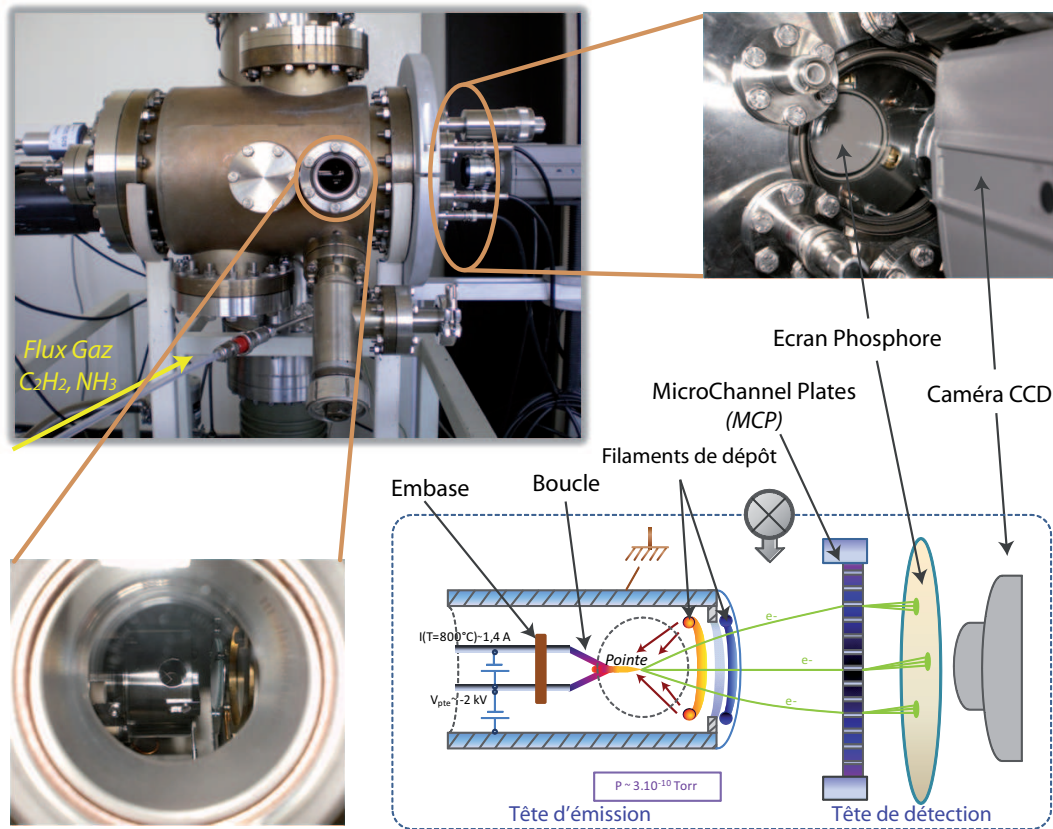 Flux Gaz
C2H2, NH3
Ecran Phosphore
MicroChannel Plates
(MCP)
Caméra CCD
Filaments de dépôt
Embase
Boucle
I(T=800°C)~1,4 A
Pointe
e-
e-
e-
Vpte~ -2 kV
P ~ 3.10-10 Torr
Tête d'émission
Tête de détection